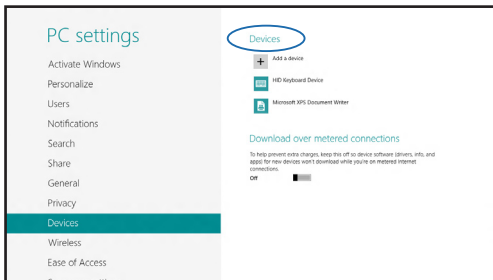 PC settings
Activate Windows
Personalize
Users
Notifications
Search
Share
General
Privacy
Devices
Wireless
Ease of Access
Devices
Add a device
HID Keyboard Device
Microsoft XPS Document Writer
Download over metered connections
To help prevent extra charges, keep this off so device software (drivers, info, and
apps) for new devices won't download while you're on metered Internet
connections.
Off